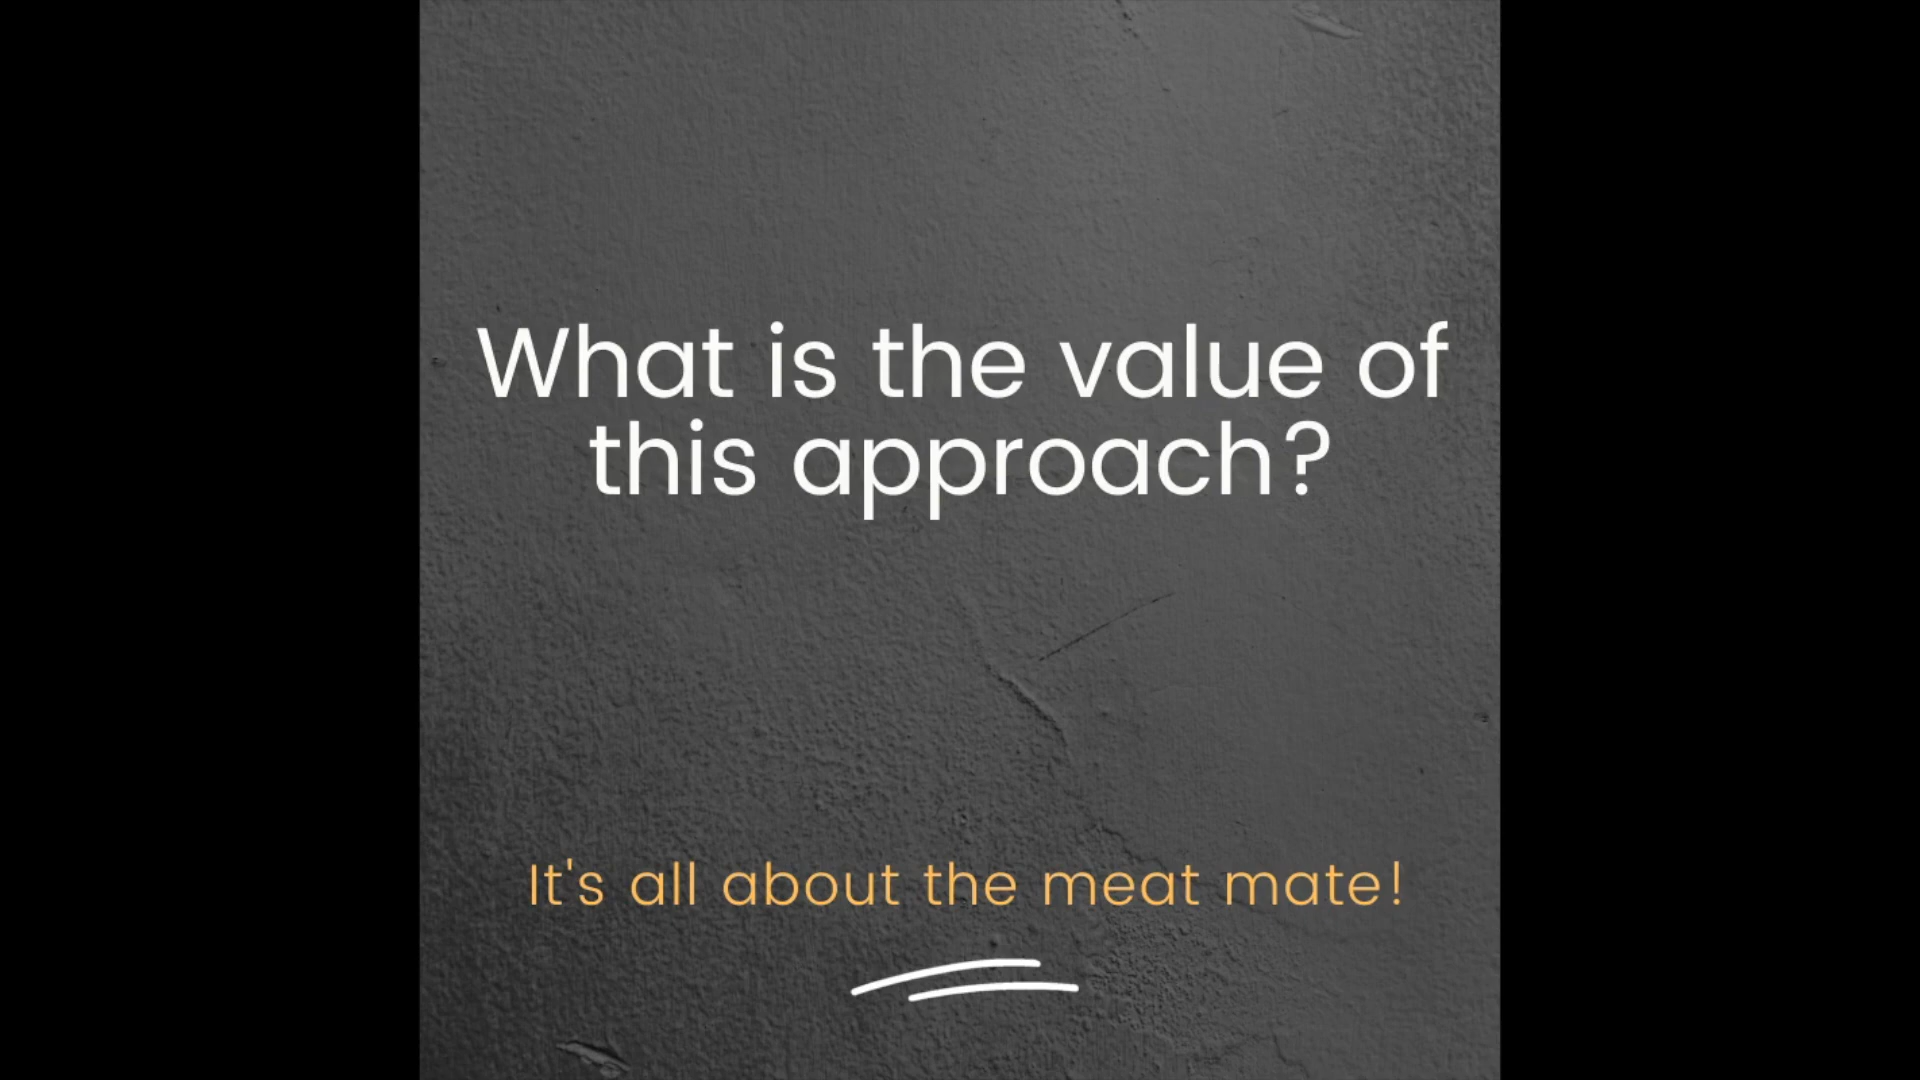 What is the value of
this approach?
It's all about the meat mate!